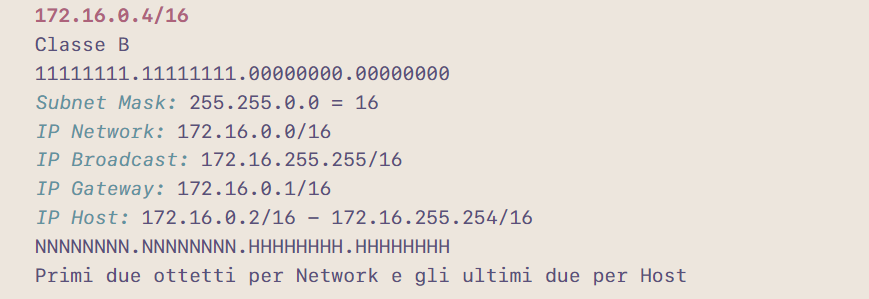 172.16.0.4/16
Classe B
11111111.11111111.00000000.00000000
Subnet Mask: 255.255.0.0 = 16
IP Network: 172.16.0.0/16
IP Broadcast: 172.16.255.255/16
IP Gateway: 172.16.0.1/16
IP Host: 172.16.0.2/16 - 172.16.255.254/16
NNNNNNNN.NNNNNNNN.HHHHHHHH.HHHHHHHH
Primi due ottetti per Network e gli ultimi due per Host